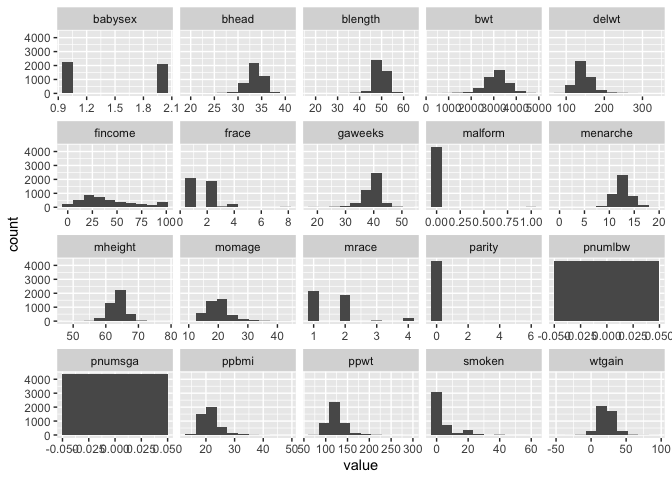 babysex bhead blength bwt delwt
4000
3000
2000
1000
0
0.9 1.2 1.5 1.8 2.1 20 25 30 35 40 20 30 40 50 60 0 1000 2000 3000 4000 5000 100 200 300
fincome frace gaweeks malform menarche
4000
3000
2000
1000
0
0 25 50 75 100 0 2 4 6 8 20 30 40 50 0.00 0.25 0.50 0.75 1.00 0 5 10 15 20
count
mheight momage mrace parity pnumlbw
4000
3000
2000
1000
0
50 60 70 80 10 20 30 40 1 2 3 4 0 2 4 6 -0.050 -0.025 0.000 0.025 0.050
pnumsga ppbmi ppwt smoken wtgain
4000
3000
2000
1000
0
-0.050 -0.025 0.000 0.025 0.050 20 30 40 50 50 100 150 200 250 300 0 20 40 60 -50 0 50 100
value